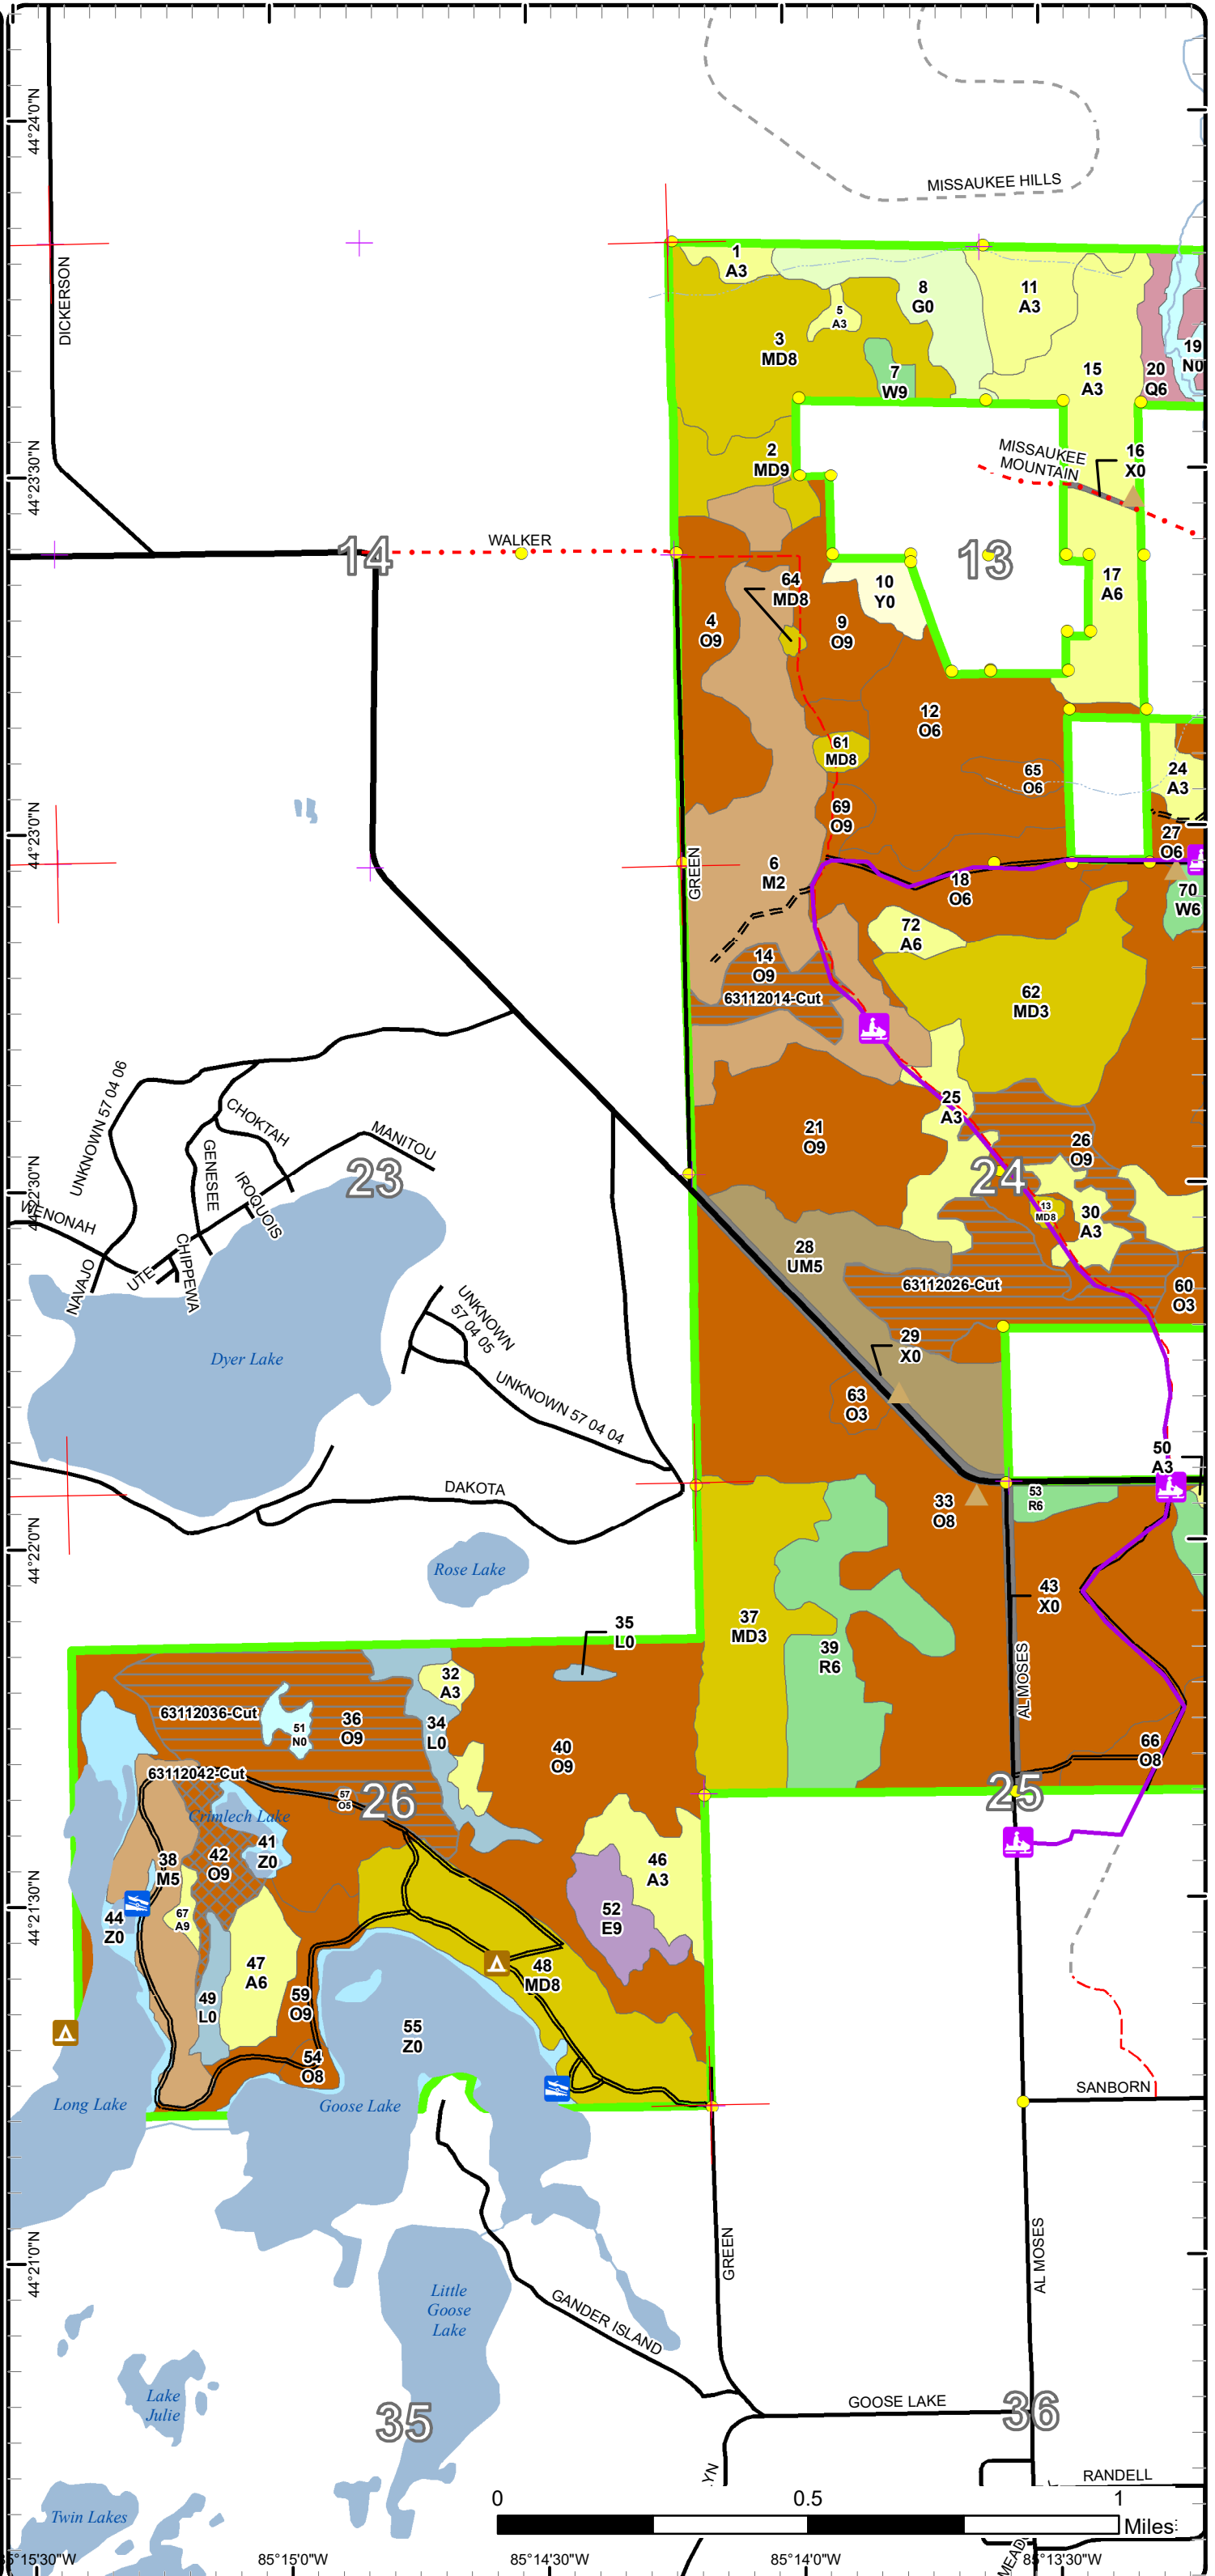 44°24'0"N
MISSAUKEE HILLS
DICKERSON
1
A3
8
G0
11
A3
5
A3
3
MD8
19
N0
7
W9
15
A3
20
Q6
44°23'30"N
2
MD9
MISSAUKEE
MOUNTAIN
16
X0
WALKER
14
13
64
MD8
10
Y0
17
A6
4
O9
9
O9
12
O6
61
MD8
65
O6
24
A3
69
O9
44°23'0"N
GREEN
27
O6
6
M2
18
O6
70
W6
72
A6
14
O9
63112014-Cut
62
MD3
UNKNOWN 57 04 06
CHOKTAH
GENESEE
MANITOU
IROQUOIS
25
A3
21
O9
26
O9
23
24
44°22'30"N
WENONAH
13
MD8
30
A3
NAVAJO
UTE
CHIPPEWA
28
UM5
63112026-Cut
60
O3
UNKNOWN
57 04 05
Dyer Lake
29
X0
UNKNOWN 57 04 04
63
O3
50
A3
DAKOTA
53
R6
33
O8
44°22'0"N
Rose Lake
43
X0
35
L0
37
MD3
39
R6
AL MOSES
32
A3
63112036-Cut
51
N0
36
O9
34
L0
40
O9
66
O8
63112042-Cut
57
O5
26
25
Crimlech Lake
41
Z0
42
O9
38
M5
46
A3
44°21'30"N
67
A9
44
Z0
52
E9
47
A6
48
MD8
59
O9
49
L0
55
Z0
54
O8
SANBORN
Long Lake
Goose Lake
44°21'0"N
GREEN
AL MOSES
Little
Goose
Lake
GANDER ISLAND
Lake
Julie
GOOSE LAKE
35
36
YN
RANDELL
0
0.5
1
Miles
Twin Lakes
MEAD
85°15'30"W
85°15'0"W
85°14'30"W
85°14'0"W
85°13'30"W